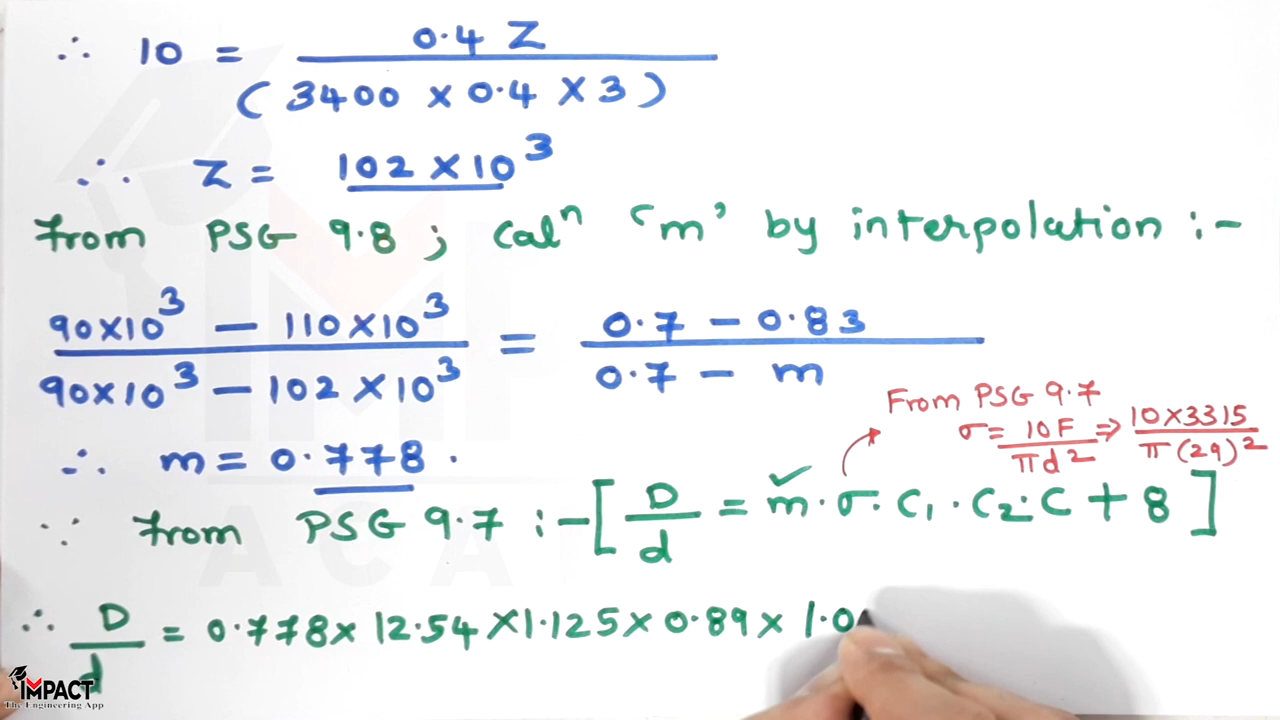 ∴ 10 = 0.4 Z / (3400 × 0.4 × 3)
∴ Z = 102 × 10³
From PSG 9.8 ; Calⁿ 'm' by interpolation :-
90×10³ - 110×10³ / 90×10³ - 102×10³ = 0.7 - 0.83 / 0.7 - m
∴ m = 0.778 .
From PSG 9.7
σ = 10F / πd² ⇒ 10×3315 / π(29)²
∵ From PSG 9.7 :- [ D / d = m · σ · C₁ · C₂ · C + 8 ]
∴ D / d = 0.778 × 12.54 × 1.125 × 0.89 × 1.0
IMPACT
The Engineering App
ACA